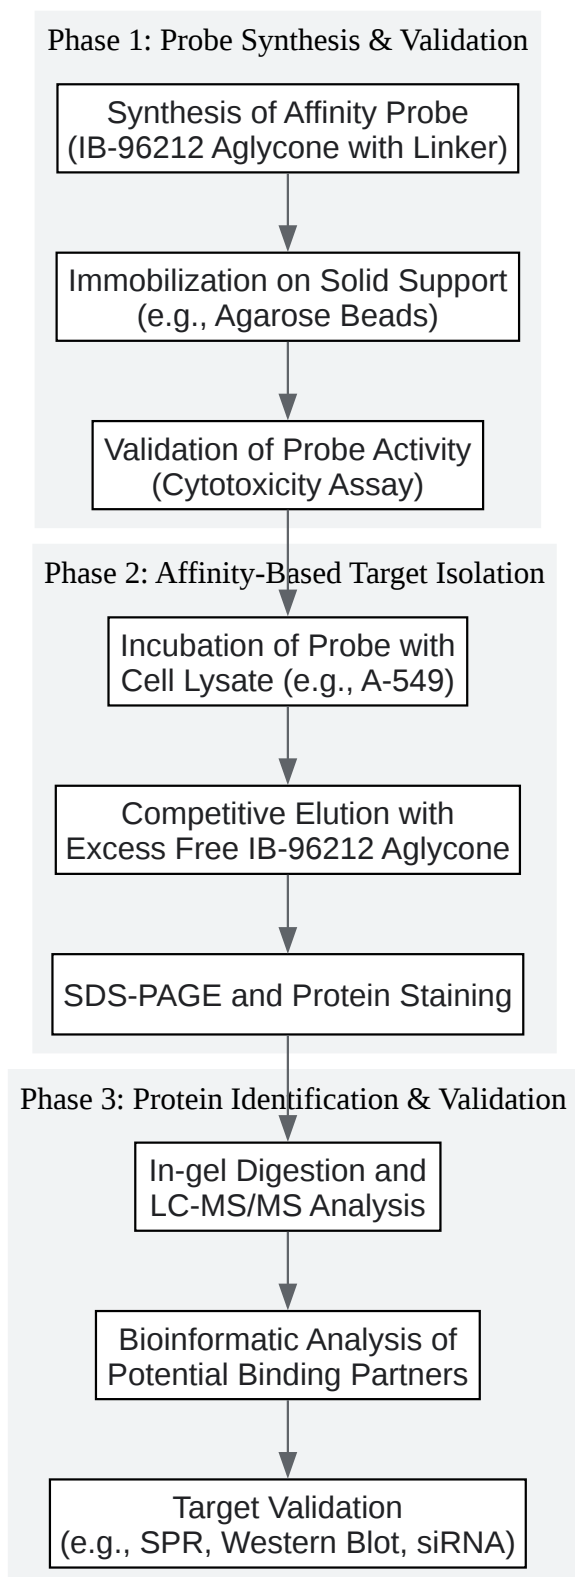 Phase 1: Probe Synthesis & Validation
Synthesis of Affinity Probe
(IB-96212 Aglycone with Linker)
Immobilization on Solid Support
(e.g., Agarose Beads)
Validation of Probe Activity
(Cytotoxicity Assay)
Phase 2: Affinity-Based Target Isolation
Incubation of Probe with
Cell Lysate (e.g., A-549)
Competitive Elution with
Excess Free IB-96212 Aglycone
SDS-PAGE and Protein Staining
Phase 3: Protein Identification & Validation
In-gel Digestion and
LC-MS/MS Analysis
Bioinformatic Analysis of
Potential Binding Partners
Target Validation
(e.g., SPR, Western Blot, siRNA)